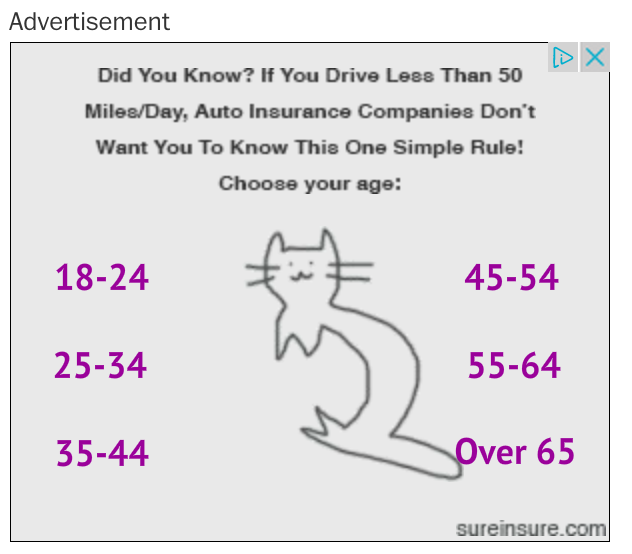 Advertisement
Did You Know? If You Drive Less Than 50
Miles/Day, Auto Insurance Companies Don't
Want You To Know This One Simple Rule!
Choose your age:
18-24
45-54
25-34
55-64
35-44
Over 65
sureinsure.com